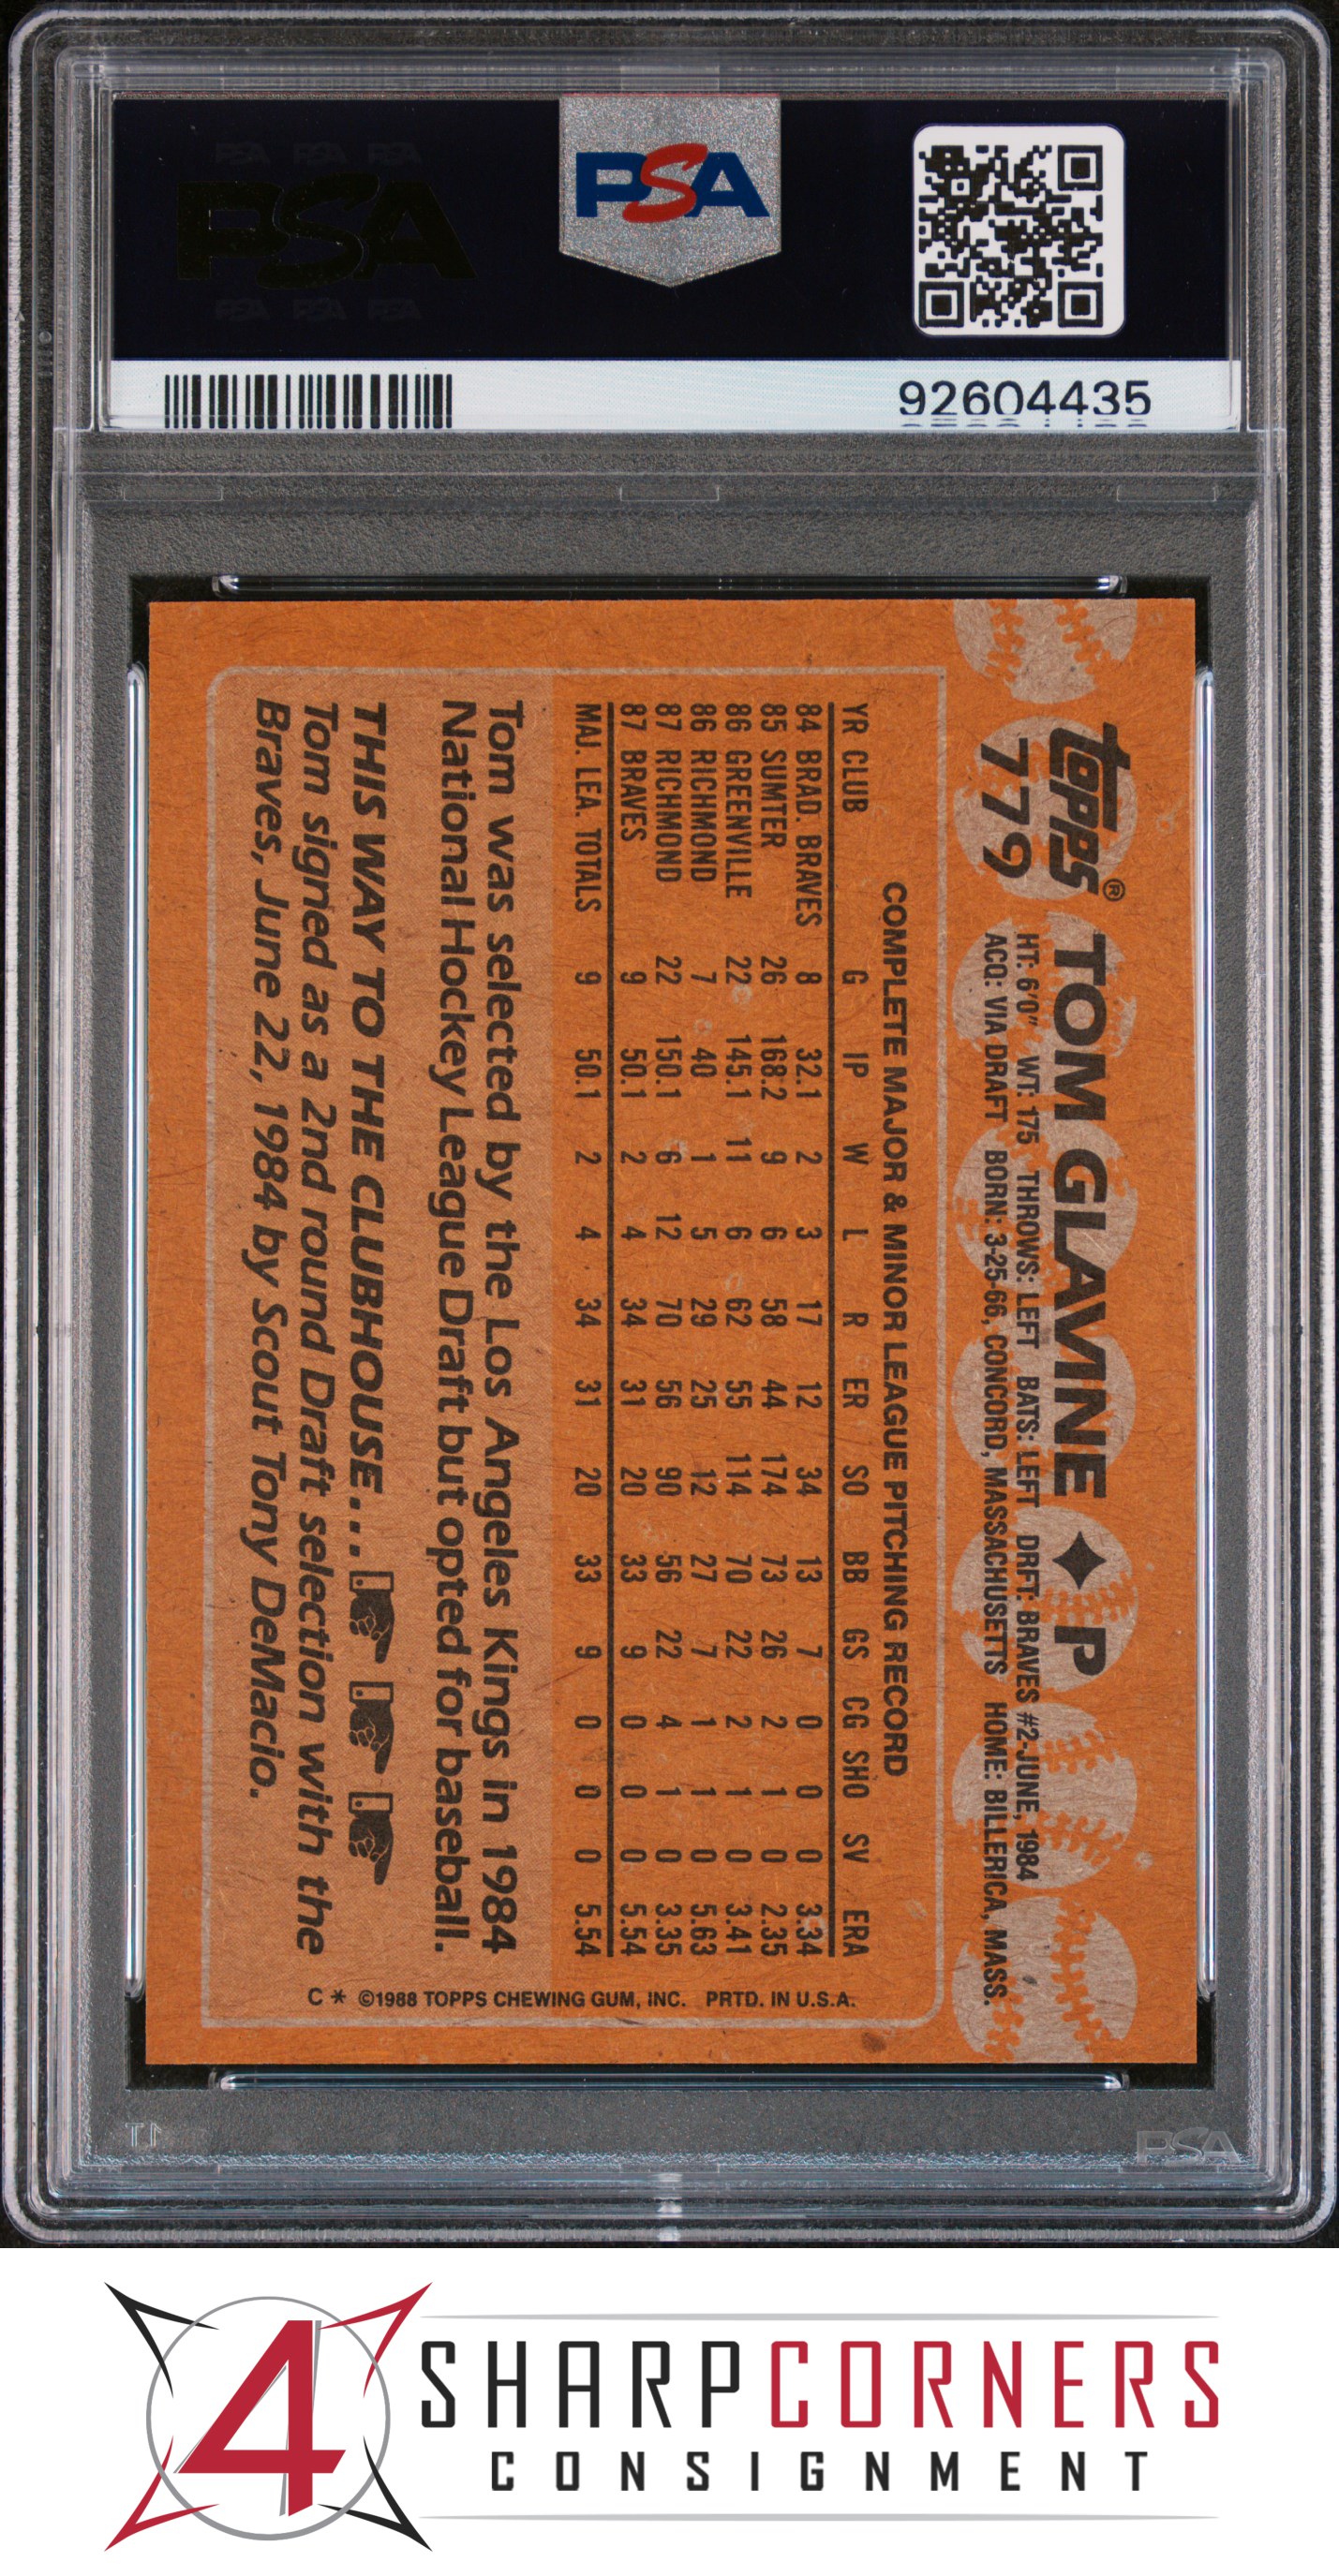 PSA PSA PSA
PSA
PSA PSA PSA
PSA
92604435
topps®
779
TOM GLAVINE ✦ P
HT: 6'0" WT: 175 THROWS: LEFT BATS: LEFT DRFT: BRAVES #2-JUNE, 1984
ACQ: VIA DRAFT BORN: 3-25-66, CONCORD, MASSACHUSETTS HOME: BILLERICA, MASS.
COMPLETE MAJOR & MINOR LEAGUE PITCHING RECORD
YR CLUB G IP W L R ER SO BB GS CG SHO SV ERA
84 BRAD. BRAVES 8 32.1 2 3 17 12 34 13 7 0 0 0 3.34
85 SUMTER 26 168.2 9 6 58 44 174 73 26 2 1 0 2.35
86 GREENVILLE 22 145.1 11 6 62 55 114 70 22 2 1 0 3.41
86 RICHMOND 7 40 1 5 29 25 12 27 7 1 1 0 5.63
87 RICHMOND 22 150.1 6 12 70 56 90 56 22 4 1 0 3.35
87 BRAVES 9 50.1 2 4 34 31 20 33 9 0 0 0 5.54
MAJ. LEA. TOTALS 9 50.1 2 4 34 31 20 33 9 0 0 0 5.54
Tom was selected by the Los Angeles Kings in 1984
National Hockey League Draft but opted for baseball.
THIS WAY TO THE CLUBHOUSE...
Tom signed as a 2nd round Draft selection with the
Braves, June 22, 1984 by Scout Tony DeMacio.
C * ©1988 TOPPS CHEWING GUM, INC. PRTD. IN U.S.A.
PSA
4
SHARPCORNERS
CONSIGNMENT